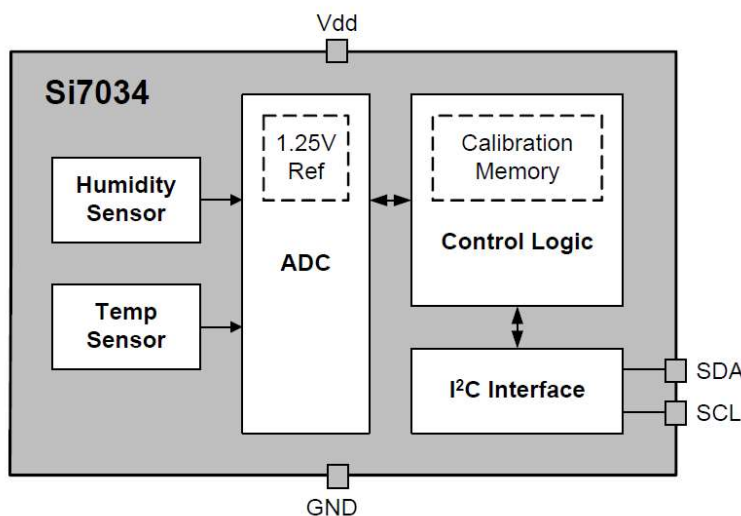 Vdd
Si7034
1.25V
Ref
Calibration
Memory
Humidity
Sensor
ADC
Control Logic
Temp
Sensor
I²C Interface
SDA
SCL
GND